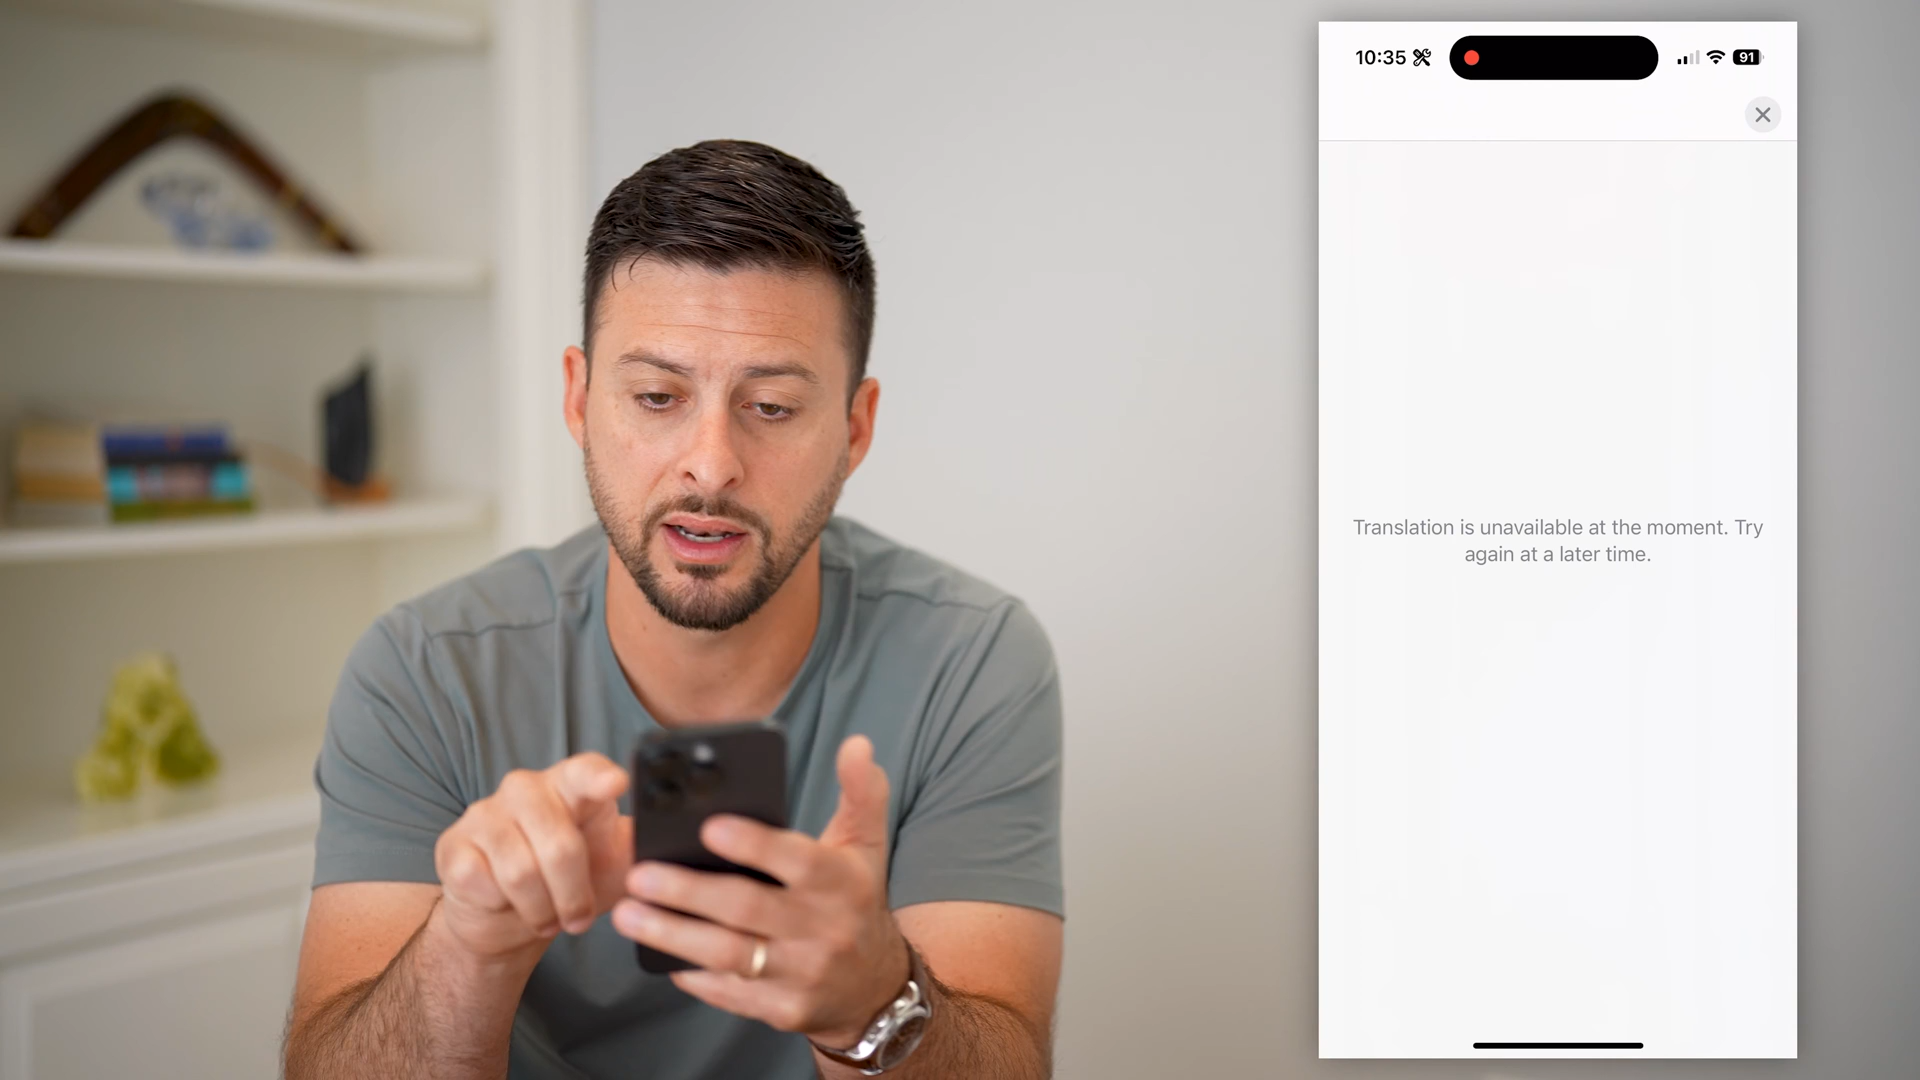 10:35
91
Translation is unavailable at the moment. Try
again at a later time.